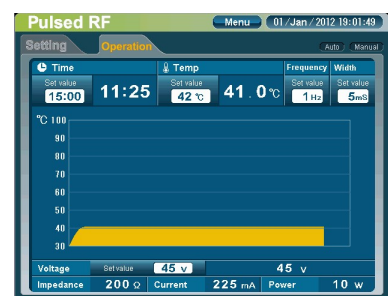 Pulsed RF Menu 01/Jan/2012 19:01:49
Setting Operation Auto Manual
Time Temp Frequency Width
Set value 15:00 11:25 Set value 42 ℃ 41.0 ℃ Set value 1 Hz Set value 5mS
℃ 100
90
80
70
60
50
40
30
Voltage Set value 45 v 45 v
Impedance 200 Ω Current 225 mA Power 10 w